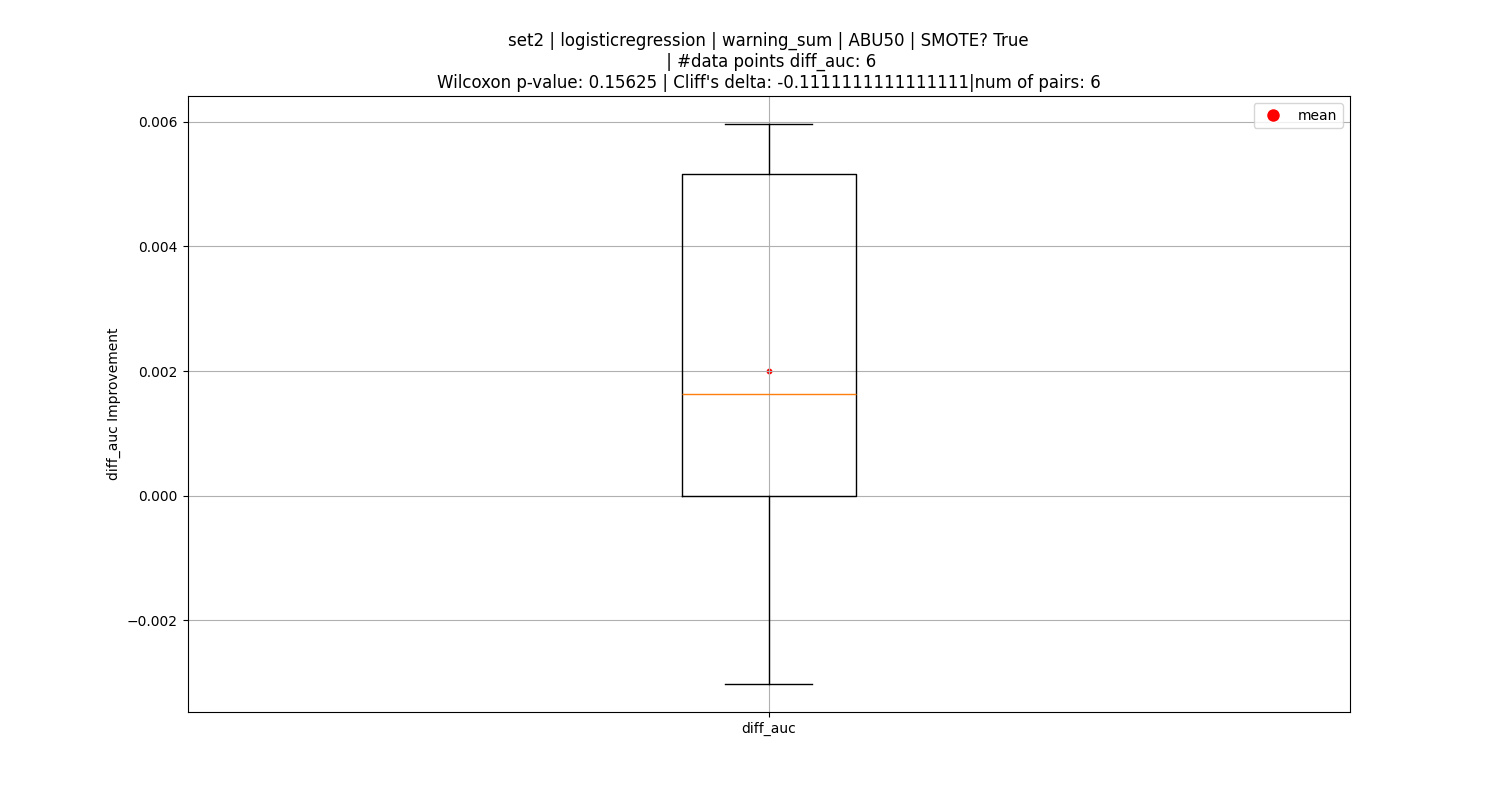 set2 | logisticregression | warning_sum | ABU50 | SMOTE? True
| #data points diff_auc: 6
Wilcoxon p-value: 0.15625 | Cliff's delta: -0.1111111111111111|num of pairs: 6
mean
0.006
0.004
0.002
0.000
−0.002
diff_auc Improvement
diff_auc